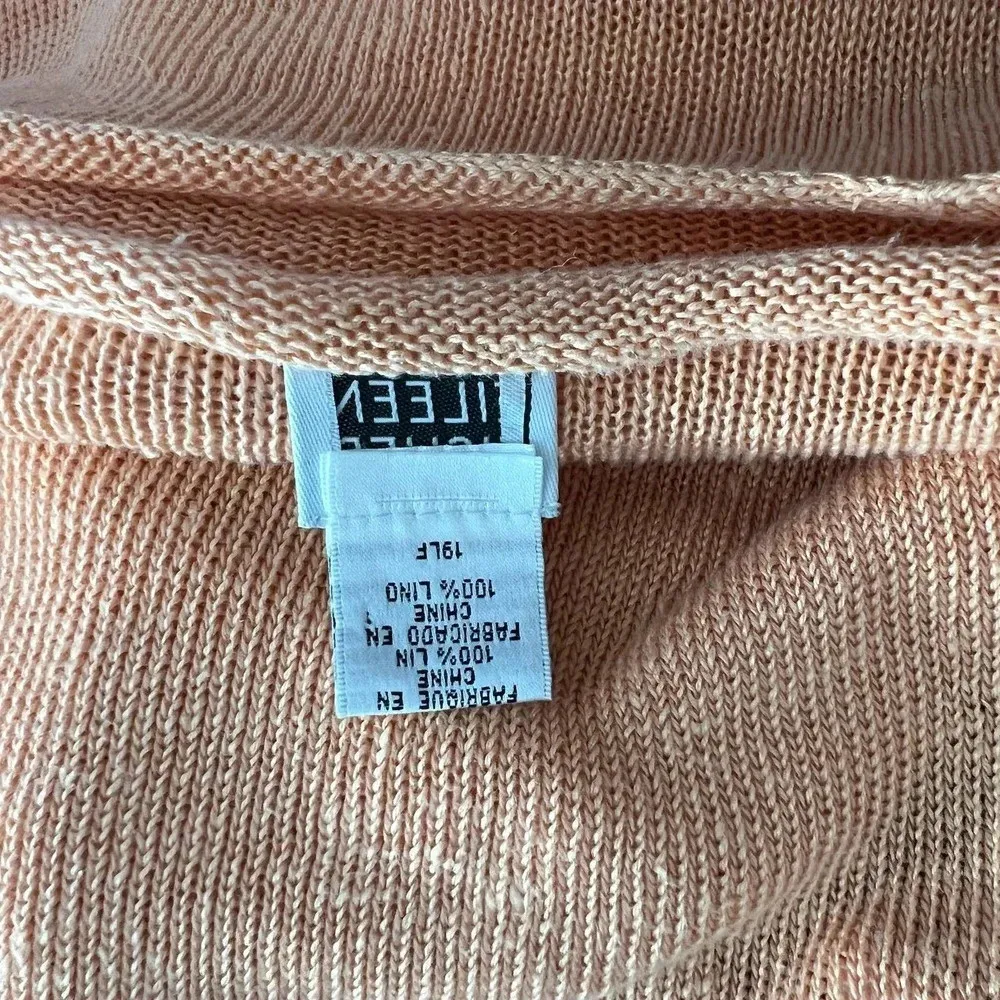 ILEEN
FABRIQUE EN
CHINE
100% LIN
FABRICADO EN
CHINE
100% LINO
19LF